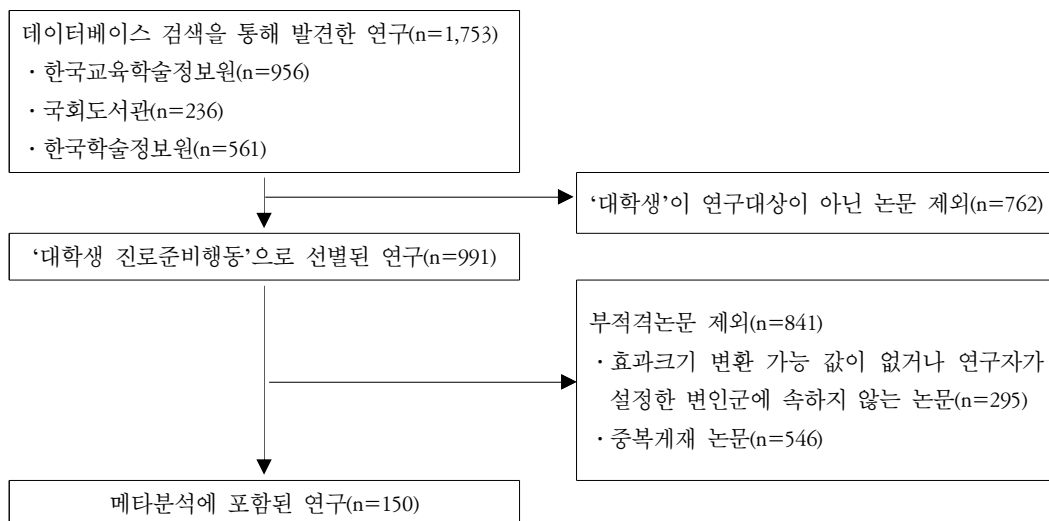 데이터베이스 검색을 통해 발견한 연구(n=1,753)
· 한국교육학술정보원(n=956)
· 국회도서관(n=236)
· 한국학술정보원(n=561)
‘대학생’이 연구대상이 아닌 논문 제외(n=762)
‘대학생 진로준비행동’으로 선별된 연구(n=991)
부적격논문 제외(n=841)
· 효과크기 변환 가능 값이 없거나 연구자가
설정한 변인군에 속하지 않는 논문(n=295)
· 중복게재 논문(n=546)
메타분석에 포함된 연구(n=150)